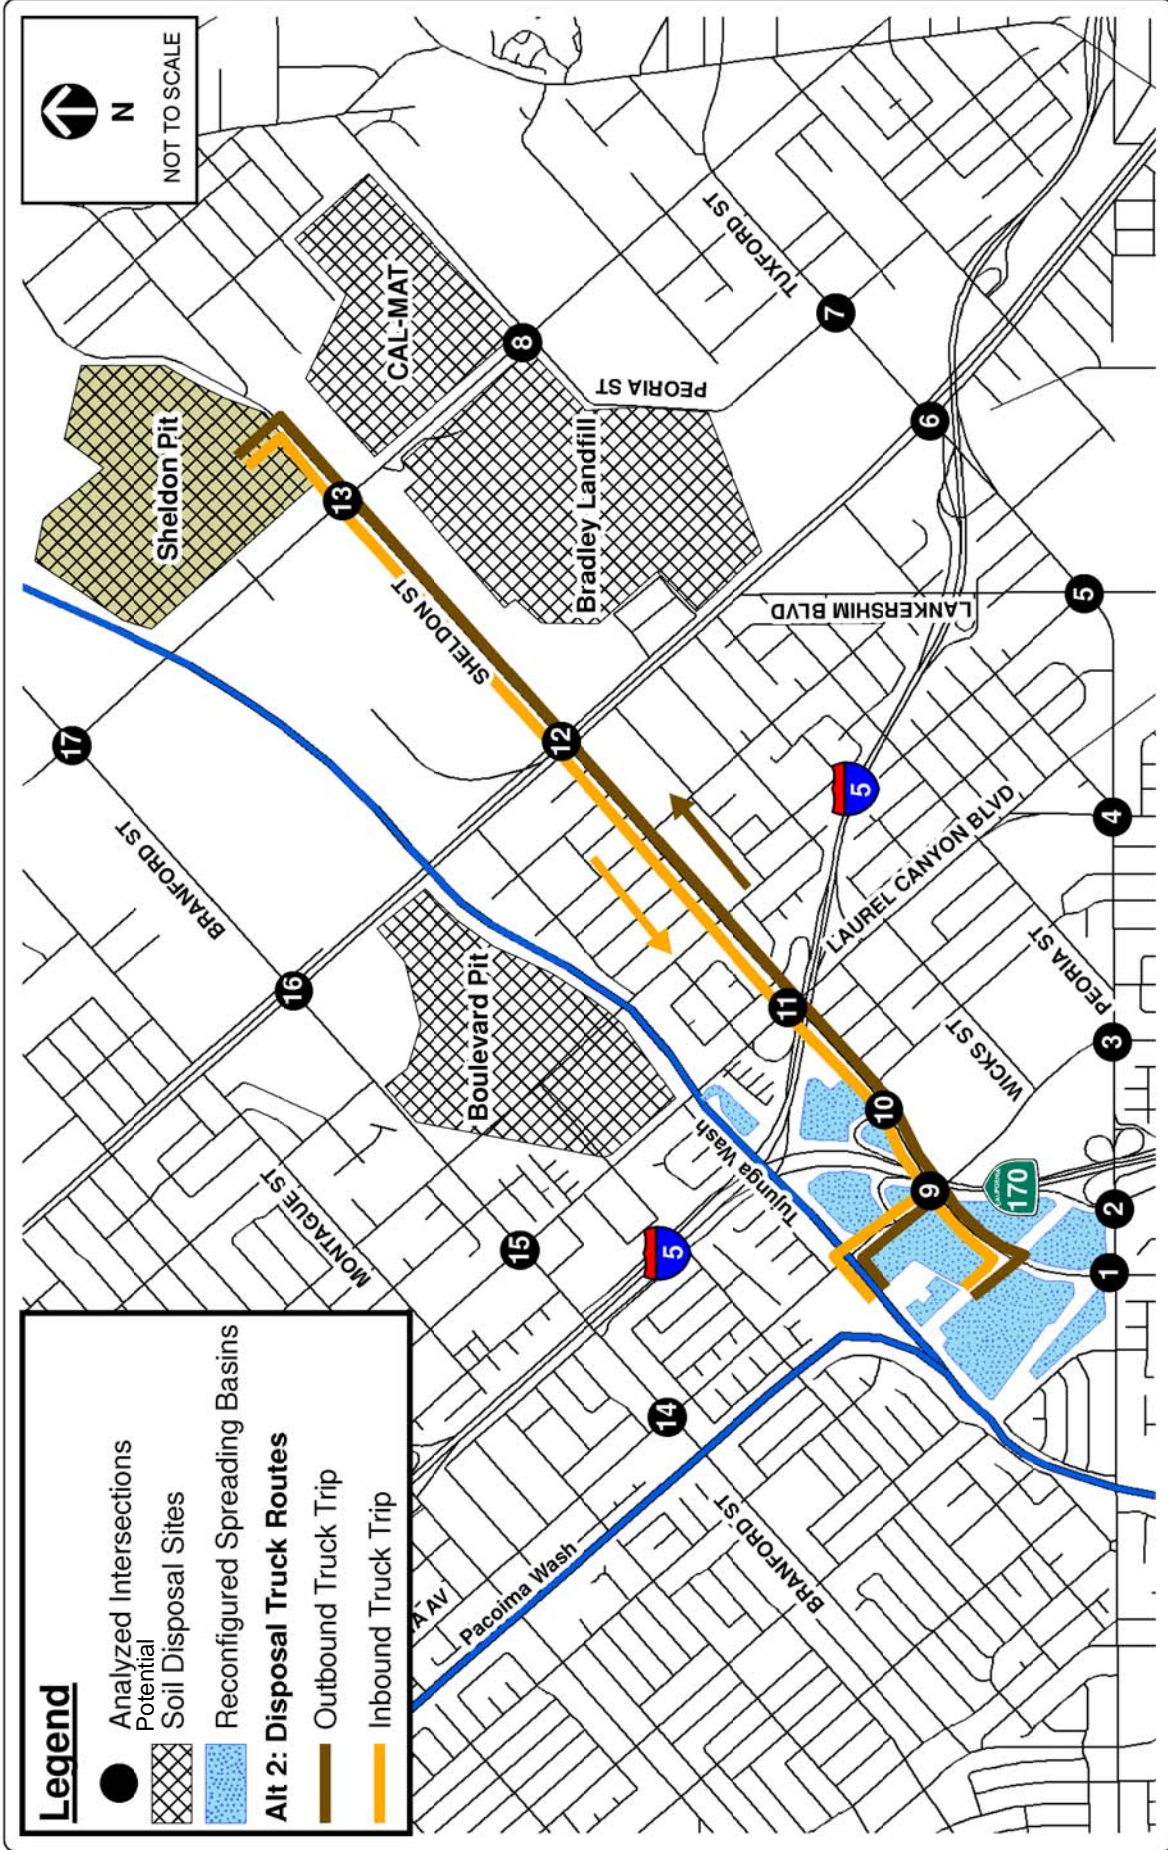 Legend
Analyzed Intersections
Potential
Soil Disposal Sites
Reconfigured Spreading Basins
Alt 2: Disposal Truck Routes
Outbound Truck Trip
Inbound Truck Trip
N
NOT TO SCALE
17
BRANFORD ST
16
Sheldon Pit
13
CAL-MAT
8
Bradley Landfill
PEORIA ST
TUXFORD ST
7
SHELDON ST
12
6
LANKERSHIM BLVD
5
Boulevard Pit
MONTAGUE ST
15
5
5
LAUREL CANYON BLVD
11
10
9
WICKS ST
PEORIA ST
Tujunga Wash
CALIFORNIA
170
14
A AV
Pacoima Wash
BRANFORD ST
1
2
3
4